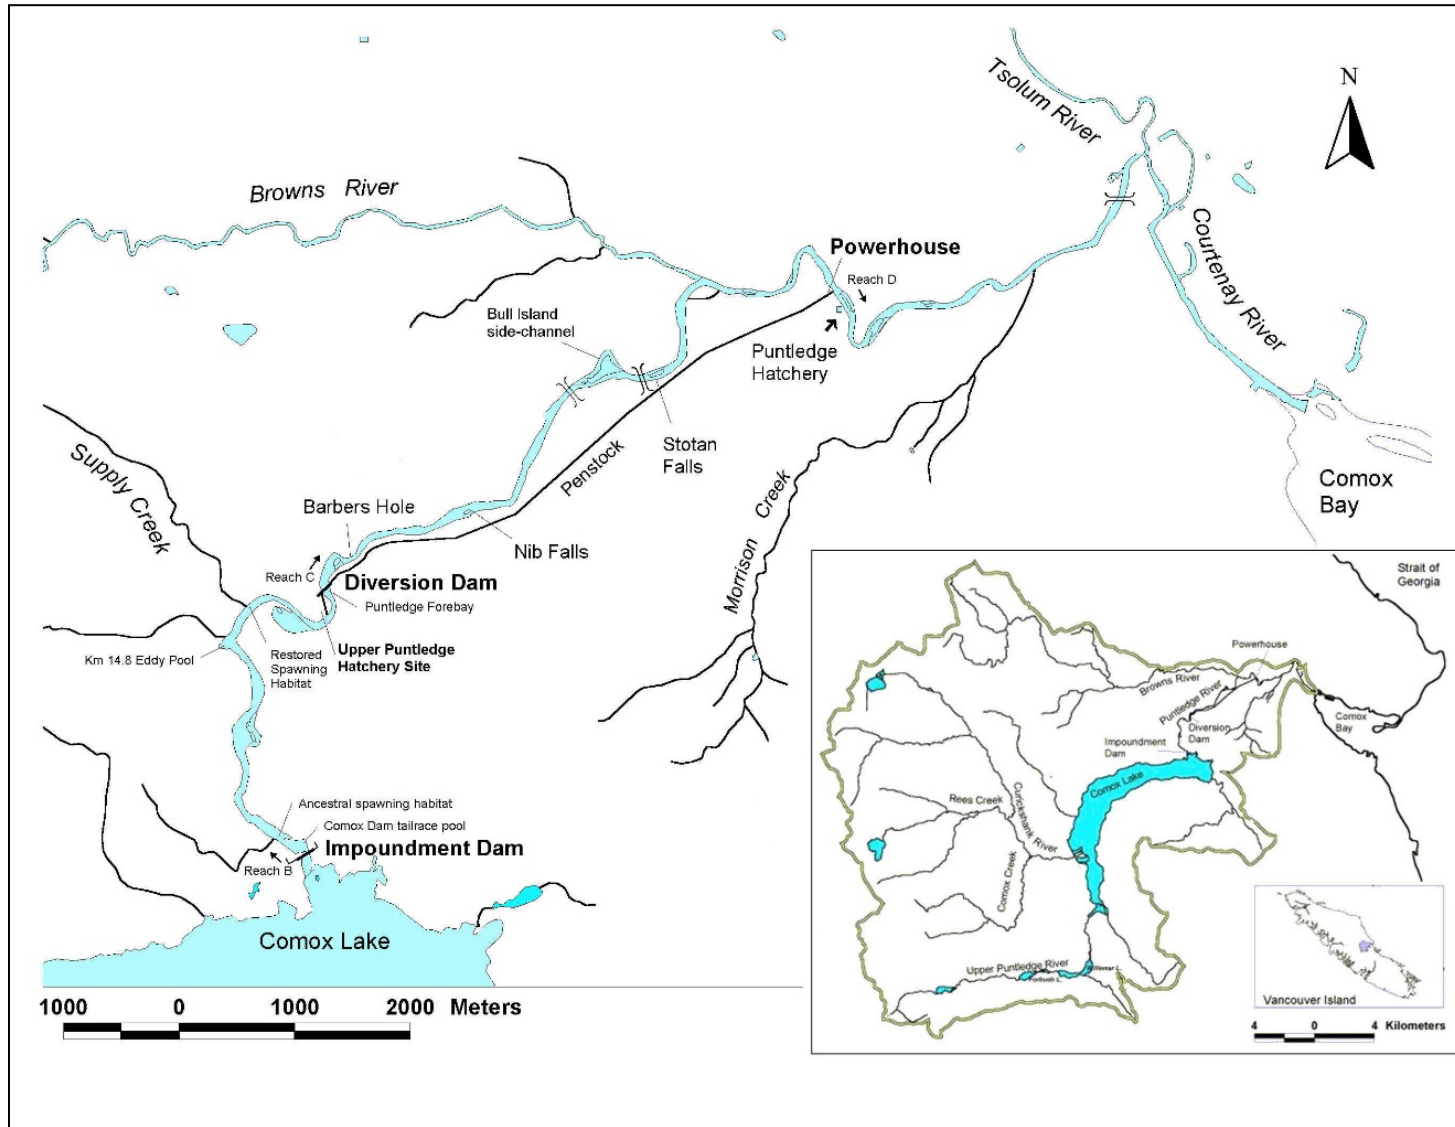 N
Tsolum River
Browns River
Powerhouse
Reach D
Courtenay River
Bull Island
side-channel
Puntledge
Hatchery
Stotan
Falls
Penstock
Supply Creek
Comox
Bay
Barbers Hole
Morrison Creek
Nib Falls
Reach C
Diversion Dam
Puntledge Forebay
Upper Puntledge
Hatchery Site
Km 14.8 Eddy Pool
Restored
Spawning
Habitat
Ancestral spawning habitat
Comox Dam tailrace pool
Impoundment Dam
Reach B
Comox Lake
1000 0 1000 2000 Meters
Strait of
Georgia
Powerhouse
Browns River
Puntledge River
Comox
Bay
Diversion
Dam
Impoundment
Dam
Comox Lake
Rees Creek
Cruickshank River
Comox Creek
Upper Puntledge River
Forbush L.
Vancouver Island
4 0 4 Kilometers